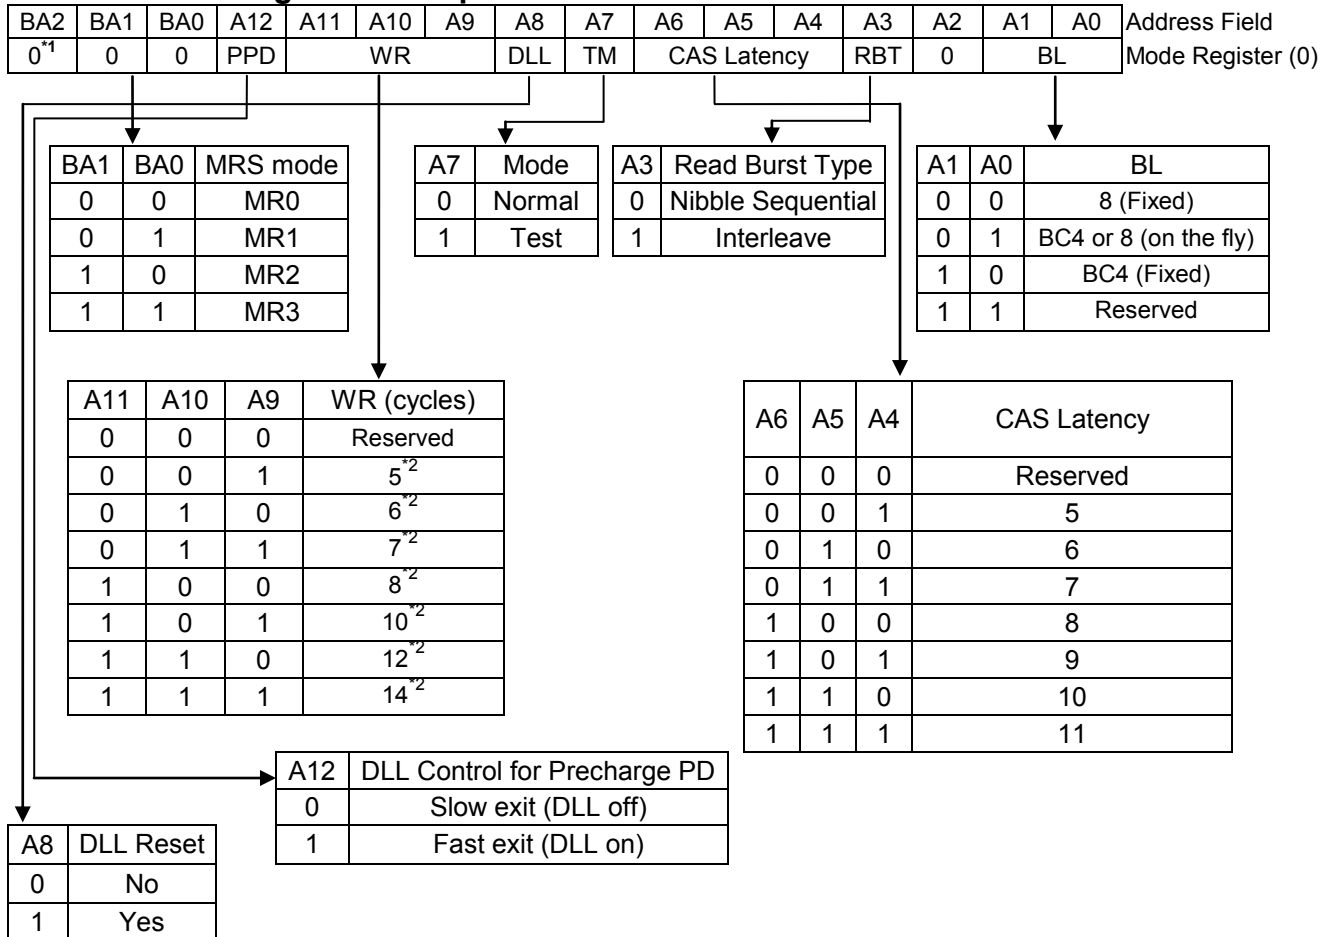 BA2 BA1 BA0 A12 A11 A10 A9 A8 A7 A6 A5 A4 A3 A2 A1 A0 Address Field
0*1 0 0 PPD WR DLL TM CAS Latency RBT 0 BL Mode Register (0)
BA1 BA0 MRS mode
0 0 MR0
0 1 MR1
1 0 MR2
1 1 MR3
A7 Mode
0 Normal
1 Test
A3 Read Burst Type
0 Nibble Sequential
1 Interleave
A1 A0 BL
0 0 8 (Fixed)
0 1 BC4 or 8 (on the fly)
1 0 BC4 (Fixed)
1 1 Reserved
A11 A10 A9 WR (cycles)
0 0 0 Reserved
0 0 1 5*2
0 1 0 6*2
0 1 1 7*2
1 0 0 8*2
1 0 1 10*2
1 1 0 12*2
1 1 1 14*2
A6 A5 A4 CAS Latency
0 0 0 Reserved
0 0 1 5
0 1 0 6
0 1 1 7
1 0 0 8
1 0 1 9
1 1 0 10
1 1 1 11
A12 DLL Control for Precharge PD
0 Slow exit (DLL off)
1 Fast exit (DLL on)
A8 DLL Reset
0 No
1 Yes